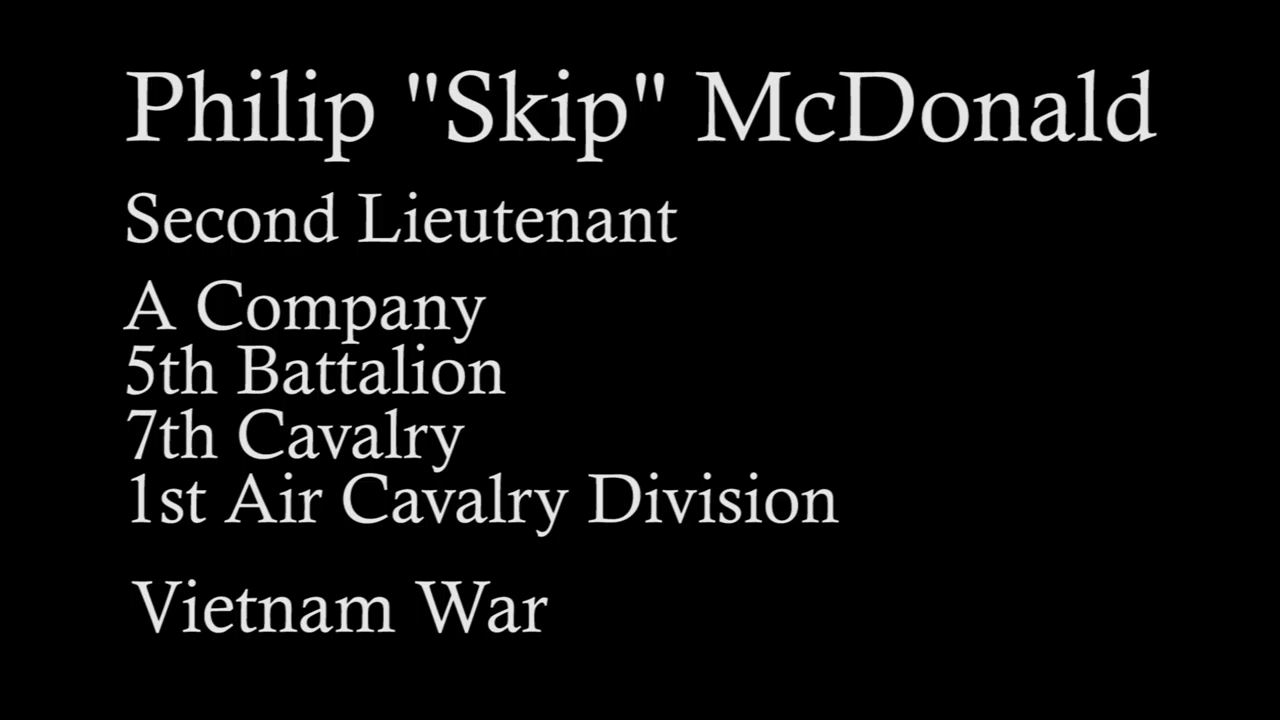 Philip "Skip" McDonald
Second Lieutenant
A Company
5th Battalion
7th Cavalry
1st Air Cavalry Division
Vietnam War